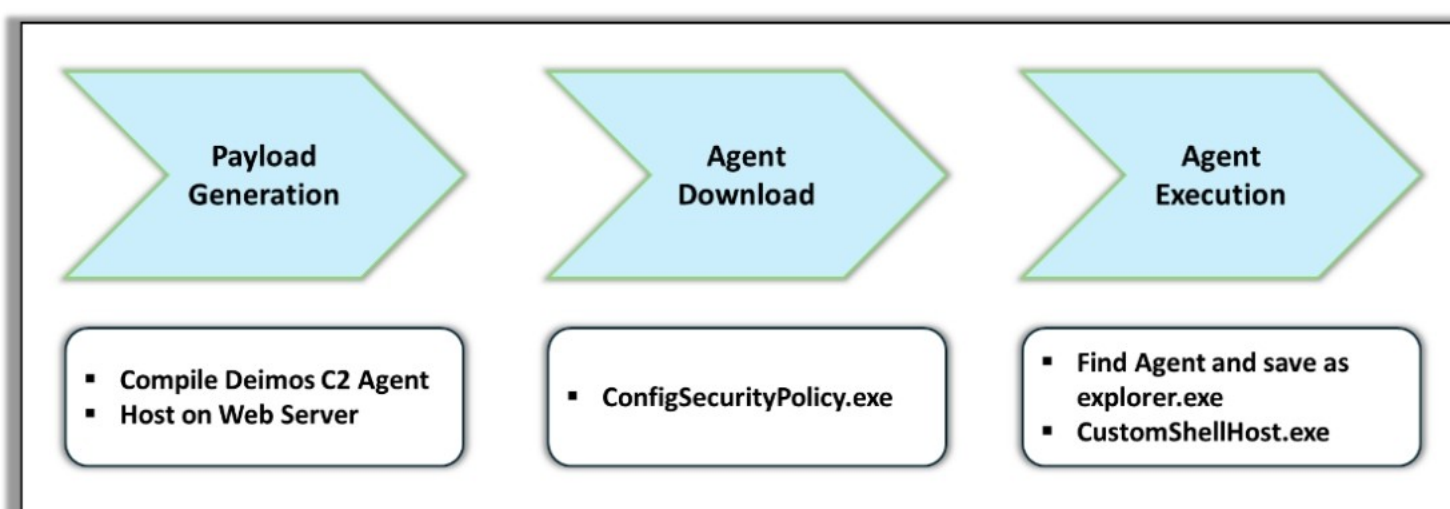 Payload
Generation
Agent
Download
Agent
Execution
▪ Compile Deimos C2 Agent
▪ Host on Web Server
▪ ConfigSecurityPolicy.exe
▪ Find Agent and save as
explorer.exe
▪ CustomShellHost.exe